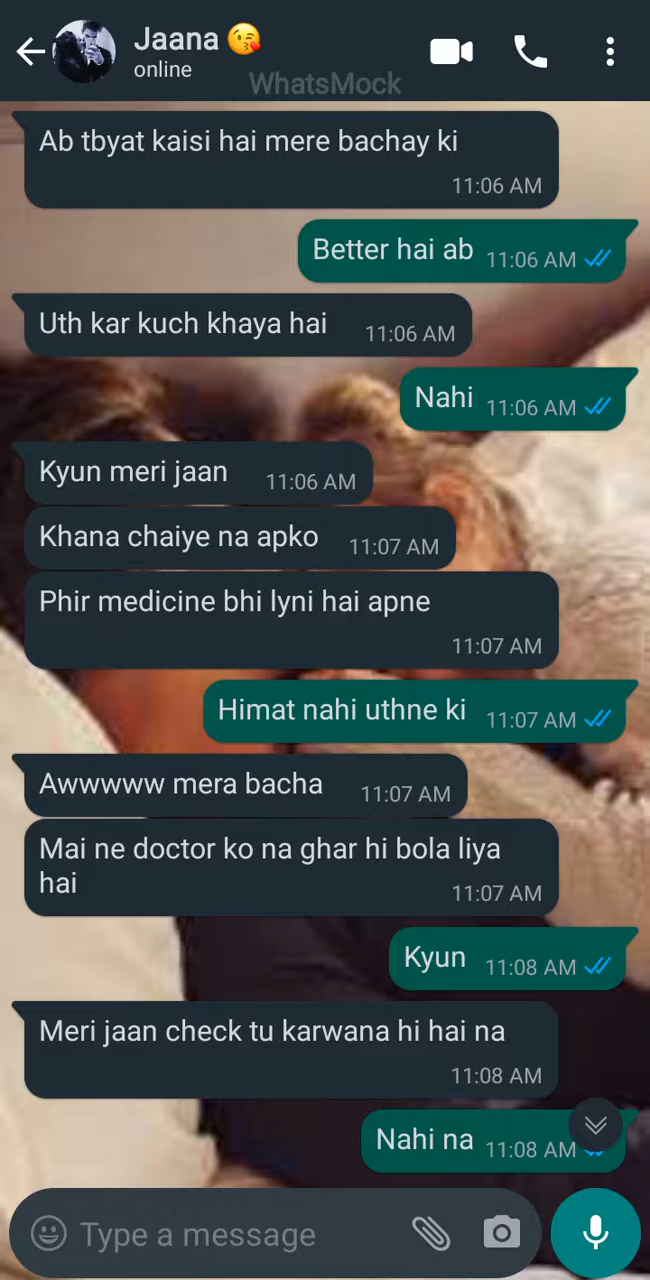 Jaana 😘
online
WhatsMock
Ab tbyat kaisi hai mere bachay ki
11:06 AM
Better hai ab 11:06 AM
Uth kar kuch khaya hai 11:06 AM
Nahi 11:06 AM
Kyun meri jaan 11:06 AM
Khana chaiye na apko 11:07 AM
Phir medicine bhi lyni hai apne
11:07 AM
Himat nahi uthne ki 11:07 AM
Awwwww mera bacha 11:07 AM
Mai ne doctor ko na ghar hi bola liya
hai 11:07 AM
Kyun 11:08 AM
Meri jaan check tu karwana hi hai na
11:08 AM
Nahi na 11:08 AM
Type a message